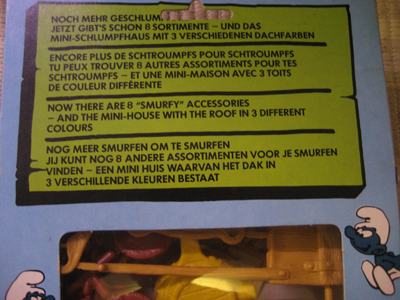 NOCH MEHR GESCHLUM
JETZT GIBT'S SCHON 8 SORTIMENTE – UND DAS
MINI-SCHLUMPFHAUS MIT 3 VERSCHIEDENEN DACHFARBEN
ENCORE PLUS DE SCHTROUMPFS POUR SCHTROUMPFS
TU PEUX TROUVER 8 AUTRES ASSORTIMENTS POUR TES
SCHTROUMPFS – ET UNE MINI-MAISON AVEC 3 TOITS
DE COULEUR DIFFÉRENTE
NOW THERE ARE 8 "SMURFY" ACCESSORIES
– AND THE MINI-HOUSE WITH THE ROOF IN 3 DIFFERENT
COLOURS
NOG MEER SMURFEN OM TE SMURFEN
JIJ KUNT NOG 8 ANDERE ASSORTIMENTEN VOOR JE SMURFEN
VINDEN – EEN MINI HUIS WAARVAN HET DAK IN
3 VERSCHILLENDE KLEUREN BESTAAT